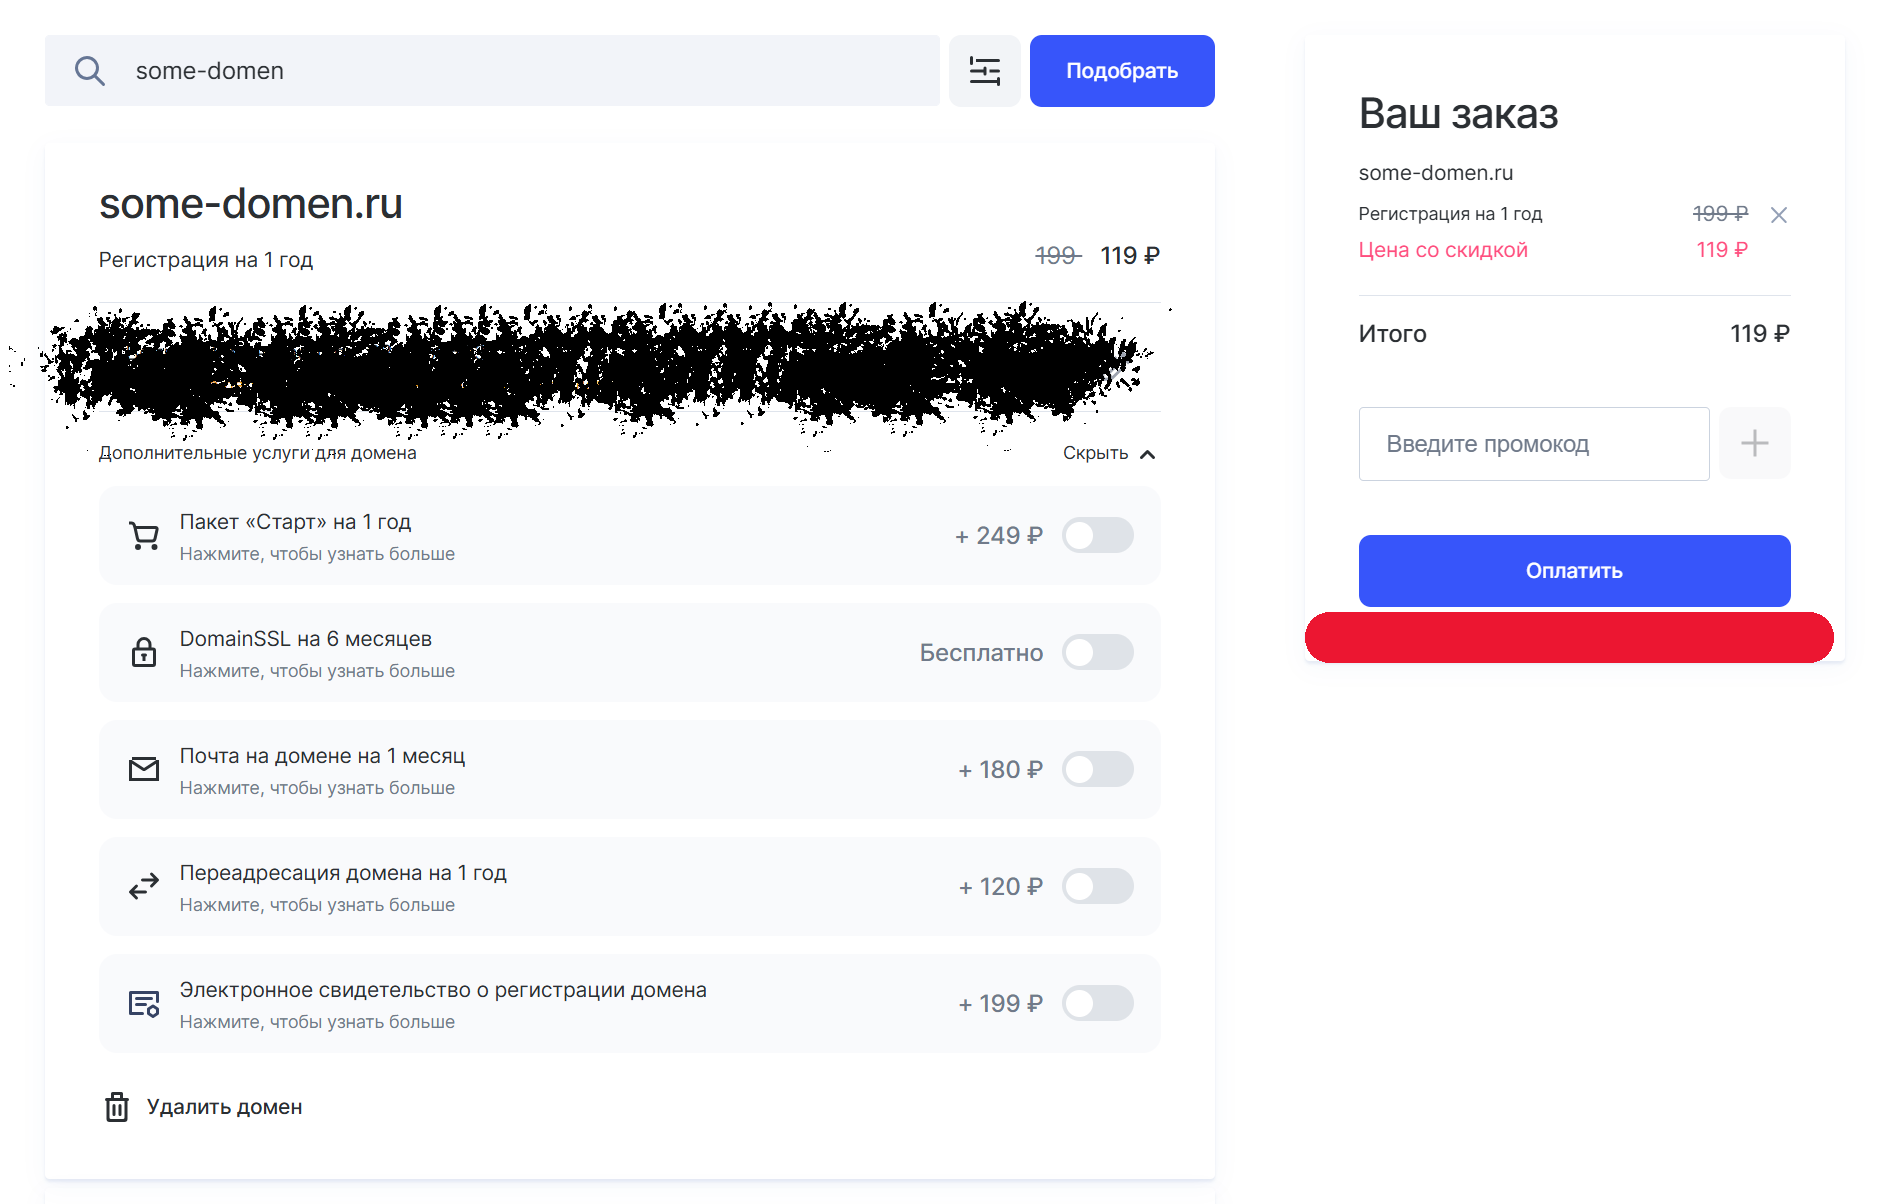 some-domen
Подобрать
some-domen.ru
Регистрация на 1 год
199 119 ₽
Дополнительные услуги для домена
Скрыть
Пакет «Старт» на 1 год
Нажмите, чтобы узнать больше
+ 249 ₽
DomainSSL на 6 месяцев
Нажмите, чтобы узнать больше
Бесплатно
Почта на домене на 1 месяц
Нажмите, чтобы узнать больше
+ 180 ₽
Переадресация домена на 1 год
Нажмите, чтобы узнать больше
+ 120 ₽
Электронное свидетельство о регистрации домена
Нажмите, чтобы узнать больше
+ 199 ₽
Удалить домен
Ваш заказ
some-domen.ru
Регистрация на 1 год 199 ₽
Цена со скидкой 119 ₽
Итого 119 ₽
Введите промокод
Оплатить